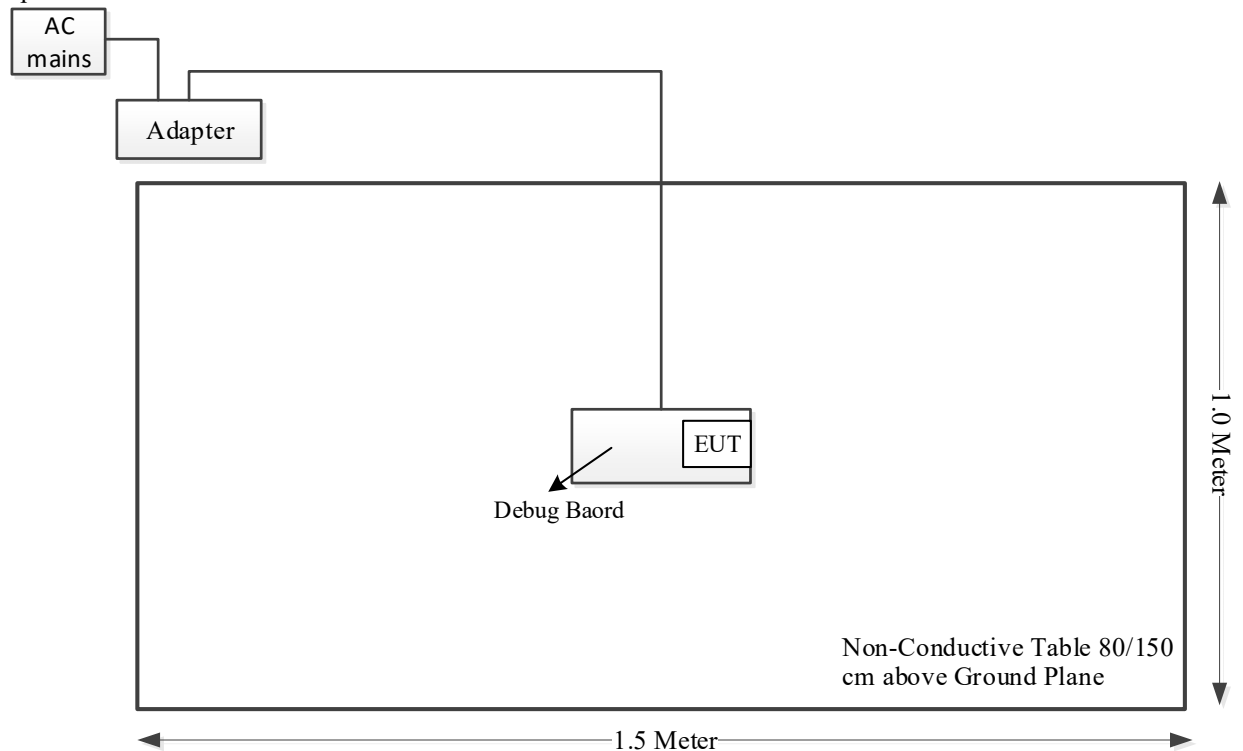 AC
mains
Adapter
EUT
Debug Baord
1.0 Meter
Non-Conductive Table 80/150
cm above Ground Plane
1.5 Meter